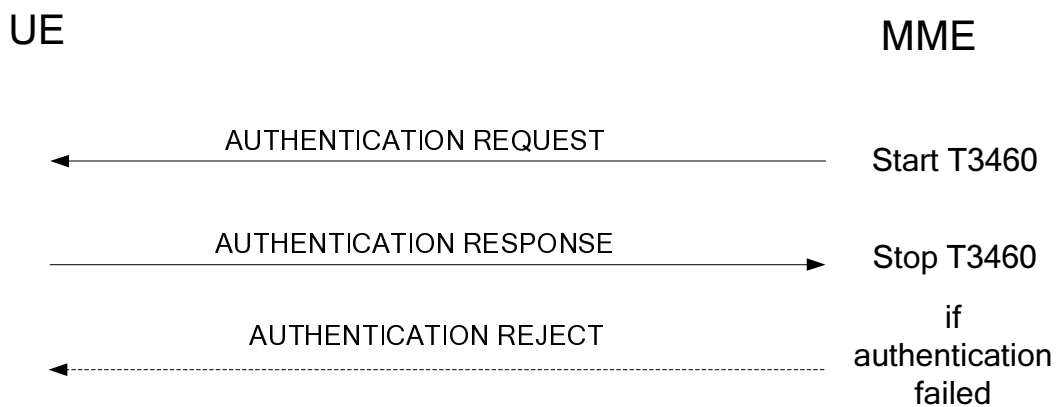 UE
MME
AUTHENTICATION REQUEST
Start T3460
AUTHENTICATION RESPONSE
Stop T3460
AUTHENTICATION REJECT
if
authentication
failed